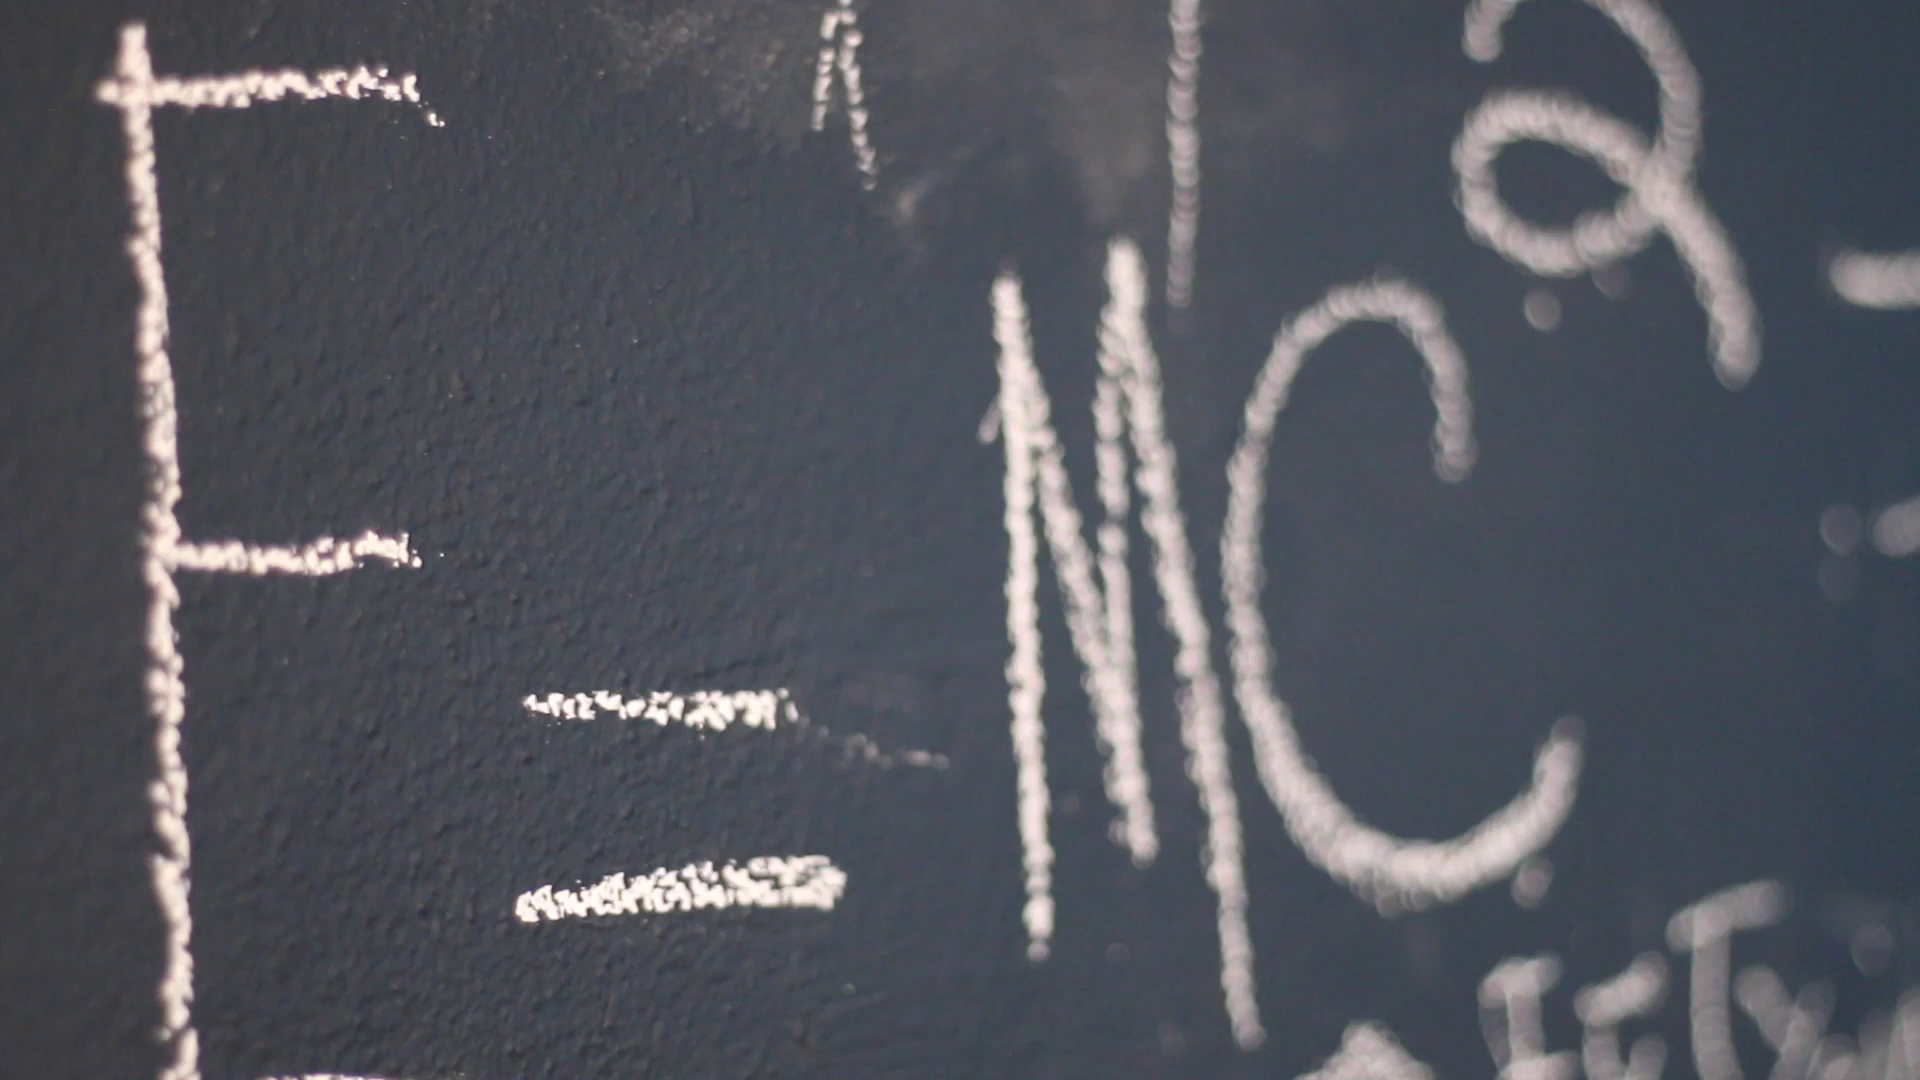 E = MC²